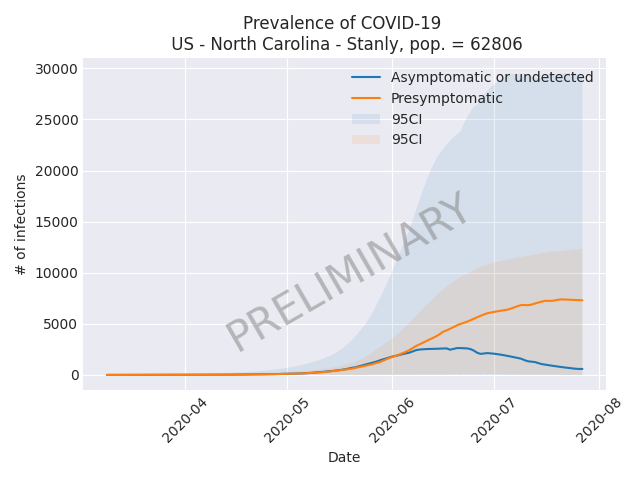 Prevalence of COVID-19
US - North Carolina - Stanly, pop. = 62806
30000
25000
20000
15000
10000
5000
0
# of infections
Asymptomatic or undetected
Presymptomatic
95CI
95CI
PRELIMINARY
2020-04
2020-05
2020-06
2020-07
2020-08
Date